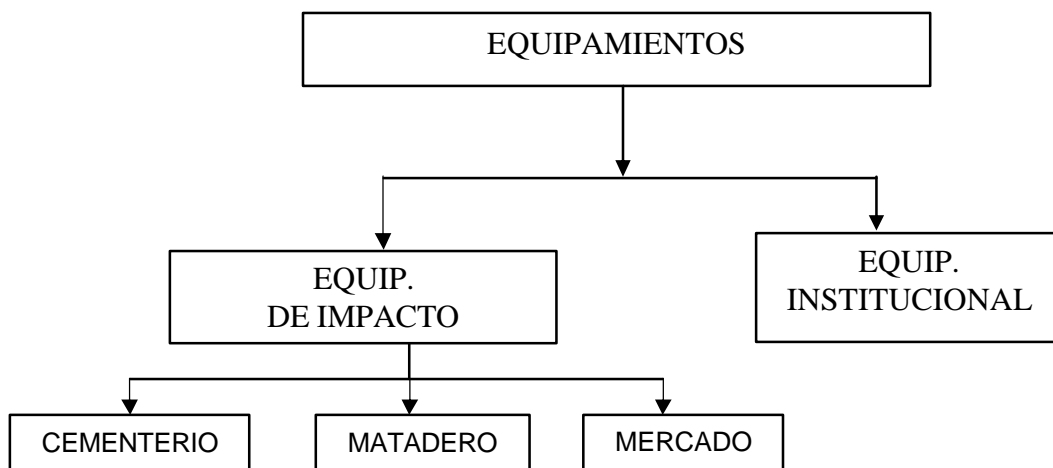 EQUIPAMIENTOS
EQUIP.
DE IMPACTO
EQUIP.
INSTITUCIONAL
CEMENTERIO
MATADERO
MERCADO